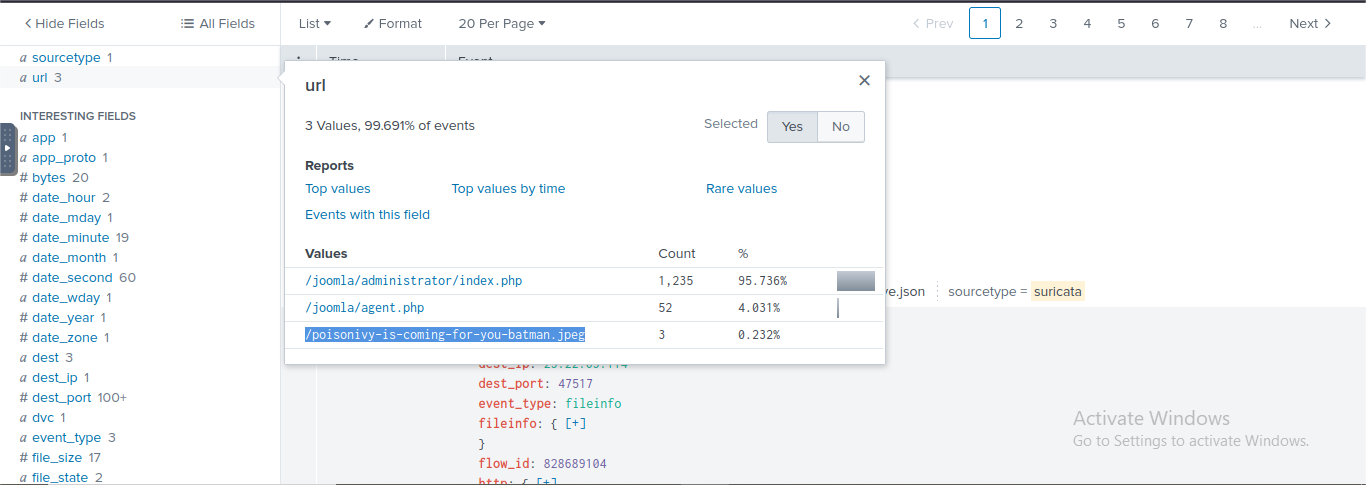 Hide Fields
All Fields
List
Format
20 Per Page
Prev 1 2 3 4 5 6 7 8 ... Next
a sourcetype 1
a url 3
INTERESTING FIELDS
a app 1
a app_proto 1
# bytes 20
# date_hour 2
# date_mday 1
# date_minute 19
a date_month 1
# date_second 60
a date_wday 1
# date_year 1
# date_zone 1
a dest 3
a dest_ip 1
# dest_port 100+
a dvc 1
a event_type 3
# file_size 17
a file_state 2
i Time Event
url
3 Values, 99.691% of events
Selected Yes No
Reports
Top values Top values by time Rare values
Events with this field
Values Count %
/joomla/administrator/index.php 1,235 95.736%
/joomla/agent.php 52 4.031%
/poisonivy-is-coming-for-you-batman.jpeg 3 0.232%
ve.json sourcetype = suricata
dest_port: 47517
event_type: fileinfo
fileinfo: { [+]
}
flow_id: 828689104
http: { [+]
Activate Windows
Go to Settings to activate Windows.